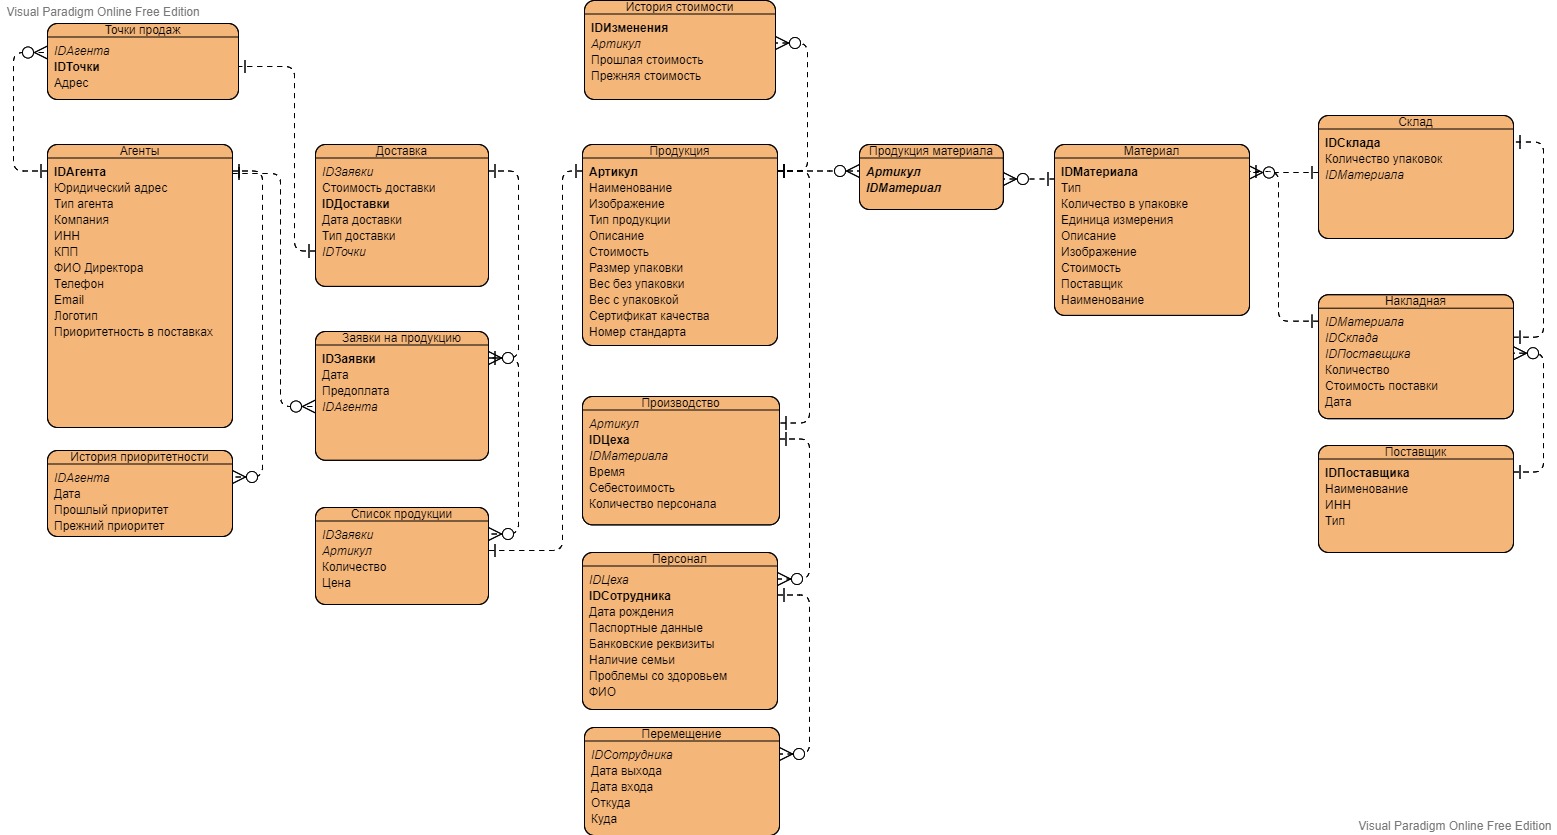 Visual Paradigm Online Free Edition
Точки продаж
IDАгента
IDТочки
Адрес
Агенты
IDАгента
Юридический адрес
Тип агента
Компания
ИНН
КПП
ФИО Директора
Телефон
Email
Логотип
Приоритетность в поставках
История приоритетности
IDАгента
Дата
Прошлый приоритет
Прежний приоритет
Доставка
IDЗаявки
Стоимость доставки
IDДоставки
Дата доставки
Тип доставки
IDТочки
Заявки на продукцию
IDЗаявки
Дата
Предоплата
IDАгента
Список продукции
IDЗаявки
Артикул
Количество
Цена
История стоимости
IDИзменения
Артикул
Прошлая стоимость
Прежняя стоимость
Продукция
Артикул
Наименование
Изображение
Тип продукции
Описание
Стоимость
Размер упаковки
Вес без упаковки
Вес с упаковкой
Сертификат качества
Номер стандарта
Производство
Артикул
IDЦеха
IDМатериала
Время
Себестоимость
Количество персонала
Персонал
IDЦеха
IDСотрудника
Дата рождения
Паспортные данные
Банковские реквизиты
Наличие семьи
Проблемы со здоровьем
ФИО
Перемещение
IDСотрудника
Дата выхода
Дата входа
Откуда
Куда
Продукция материала
Артикул
IDМатериал
Материал
IDМатериала
Тип
Количество в упаковке
Единица измерения
Описание
Изображение
Стоимость
Поставщик
Наименование
Склад
IDСклада
Количество упаковок
IDМатериала
Накладная
IDМатериала
IDСклада
IDПоставщика
Количество
Стоимость поставки
Дата
Поставщик
IDПоставщика
Наименование
ИНН
Тип
Visual Paradigm Online Free Edition